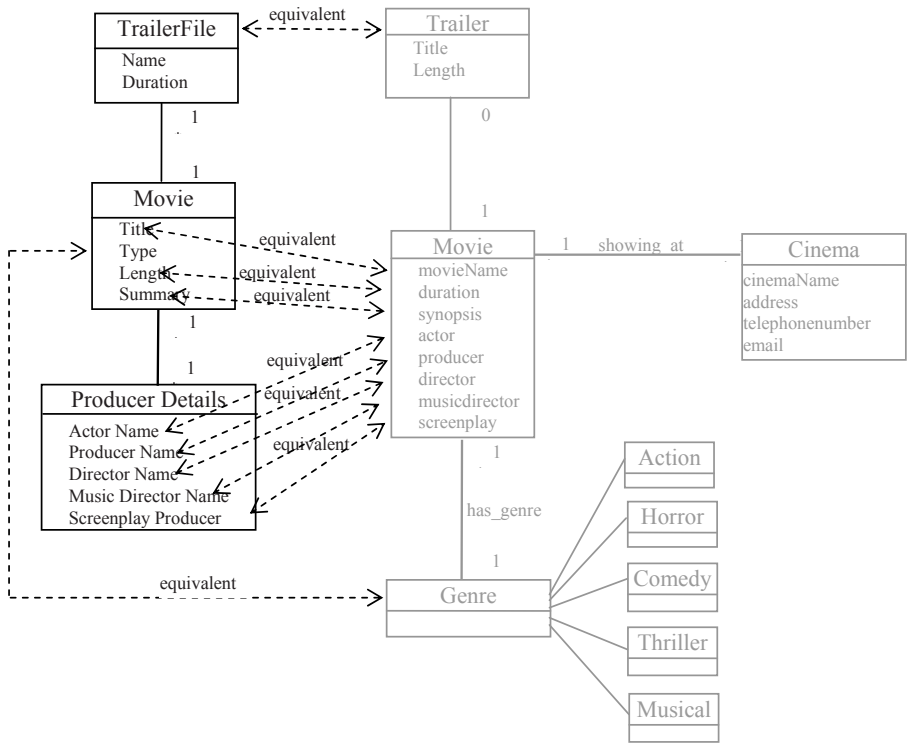 equivalent
TrailerFile
Name
Duration
Trailer
Title
Length
1
0
1
1
Movie
Title
Type
Length
Summary
equivalent
equivalent
equivalent
Movie
movieName
duration
synopsis
actor
producer
director
musicdirector
screenplay
1
showing_at
Cinema
cinemaName
address
telephonenumber
email
1
1
Producer Details
Actor Name
Producer Name
Director Name
Music Director Name
Screenplay Producer
equivalent
equivalent
equivalent
1
has_genre
1
equivalent
Genre
Action
Horror
Comedy
Thriller
Musical